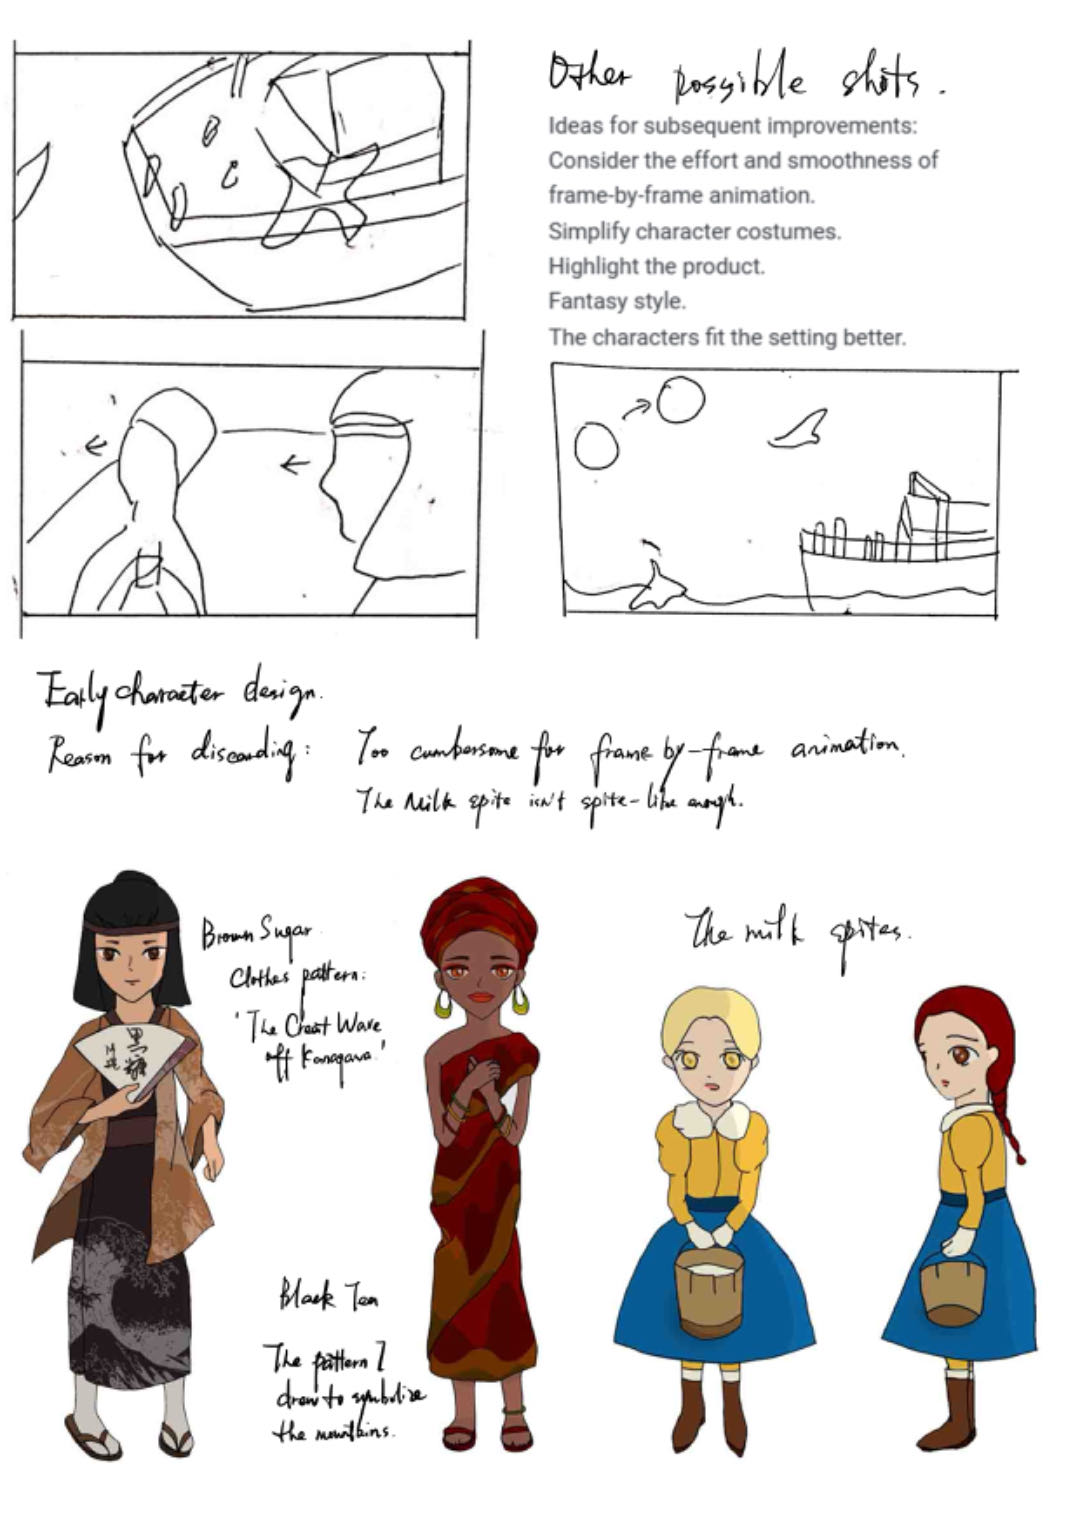 Other possible shots.
Ideas for subsequent improvements:
Consider the effort and smoothness of
frame-by-frame animation.
Simplify character costumes.
Highlight the product.
Fantasy style.
The characters fit the setting better.
Early character design.
Reason for discarding: Too cumbersome for frame by-frame animation.
The Milk spite isn't spite-like enough.
Brown Sugar
Clothes pattern:
'The Great Wave
off Kanagawa.'
黑糖
The milk spites.
Black Tea
The pattern I
draw to symbolize
the mountains.